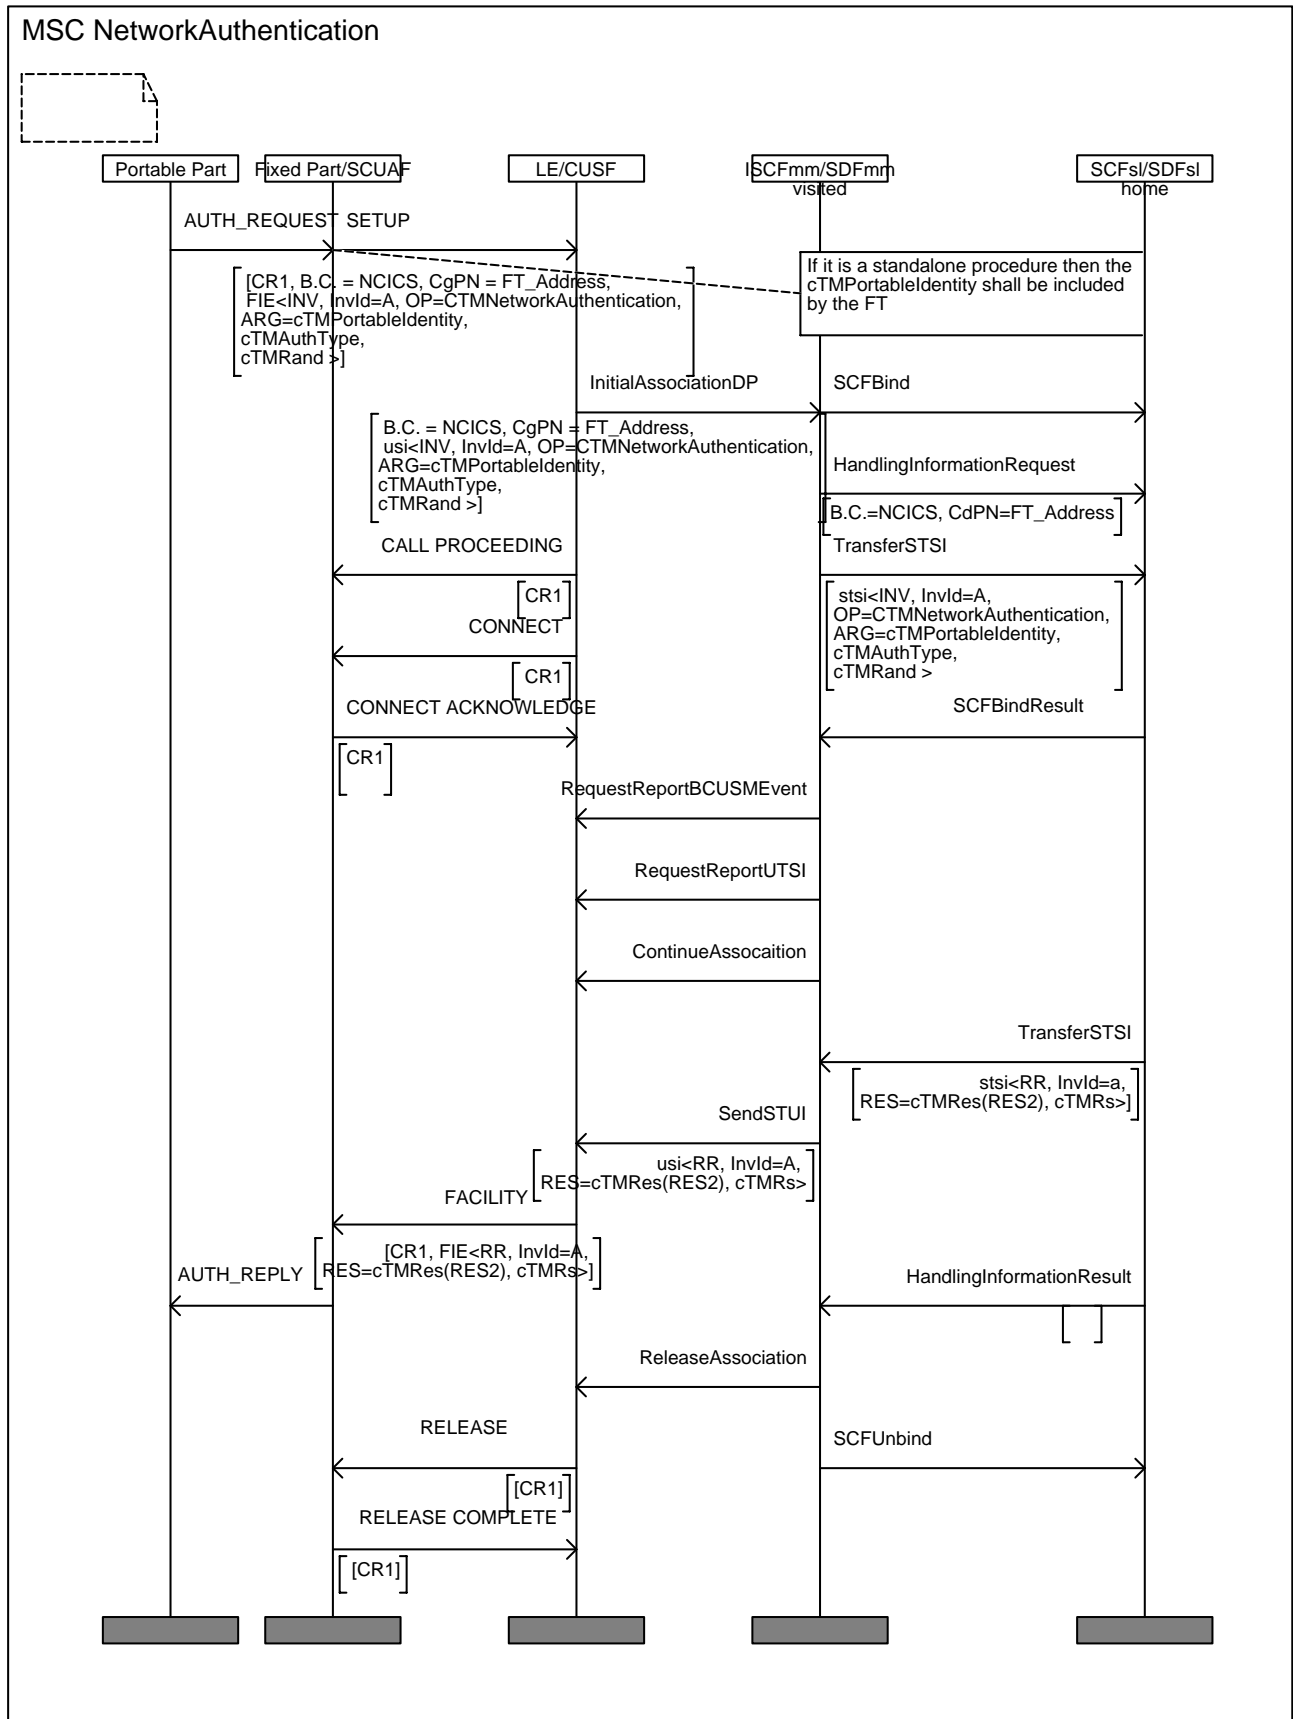 MSC NetworkAuthentication
Portable Part
Fixed Part/SCUAF
LE/CUSF
ISCFmm/SDFmm
visited
SCFsl/SDFsl
home
AUTH_REQUEST
SETUP
[CR1, B.C. = NCICS, CgPN = FT_Address,
FIE<INV, InvId=A, OP=CTMNetworkAuthentication,
ARG=cTMPortableIdentity,
cTMAuthType,
cTMRand >]
If it is a standalone procedure then the
cTMPortableIdentity shall be included
by the FT
InitialAssociationDP
SCFBind
B.C. = NCICS, CgPN = FT_Address,
usi<INV, InvId=A, OP=CTMNetworkAuthentication,
ARG=cTMPortableIdentity,
cTMAuthType,
cTMRand >]
HandlingInformationRequest
B.C.=NCICS, CdPN=FT_Address
CALL PROCEEDING
TransferSTSI
CR1
stsi<INV, InvId=A,
OP=CTMNetworkAuthentication,
ARG=cTMPortableIdentity,
cTMAuthType,
cTMRand >
CONNECT
CR1
CONNECT ACKNOWLEDGE
SCFBindResult
CR1
RequestReportBCUSMEvent
RequestReportUTSI
ContinueAssocaition
TransferSTSI
stsi<RR, InvId=a,
RES=cTMRes(RES2), cTMRs>]
SendSTUI
usi<RR, InvId=A,
RES=cTMRes(RES2), cTMRs>
FACILITY
[CR1, FIE<RR, InvId=A,
RES=cTMRes(RES2), cTMRs>]
AUTH_REPLY
HandlingInformationResult
ReleaseAssociation
RELEASE
SCFUnbind
[CR1]
RELEASE COMPLETE
[CR1]